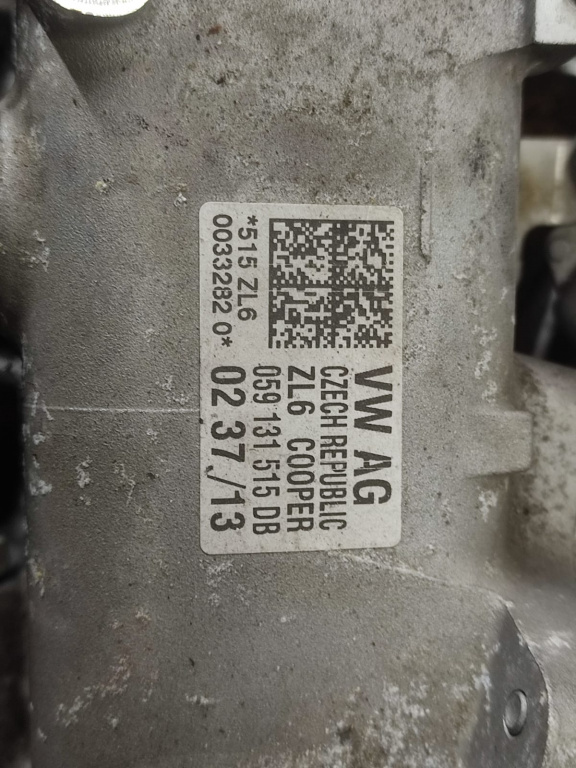 VW AG
CZECH REPUBLIC
ZL6 COOPER
059 131 515 DB
02 37/13
*515 ZL6
0033282 0*